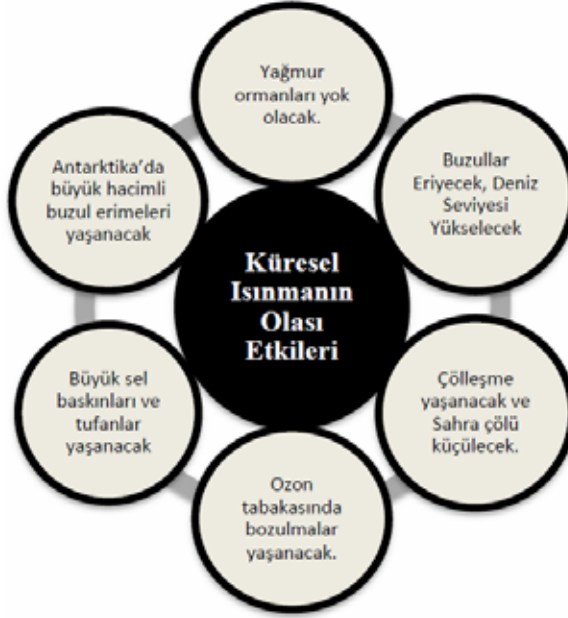 Yağmur
ormanları yok
olacak.
Buzullar
Eriyecek, Deniz
Seviyesi
Yükselecek
Çölleşme
yaşanacak ve
Sahra çölü
küçülecek.
Ozon
tabakasında
bozulmalar
yaşanacak.
Büyük sel
baskınları ve
tufanlar
yaşanacak
Antarktika’da
büyük hacimli
buzul erimeleri
yaşanacak
Küresel
Isınmanın
Olası
Etkileri